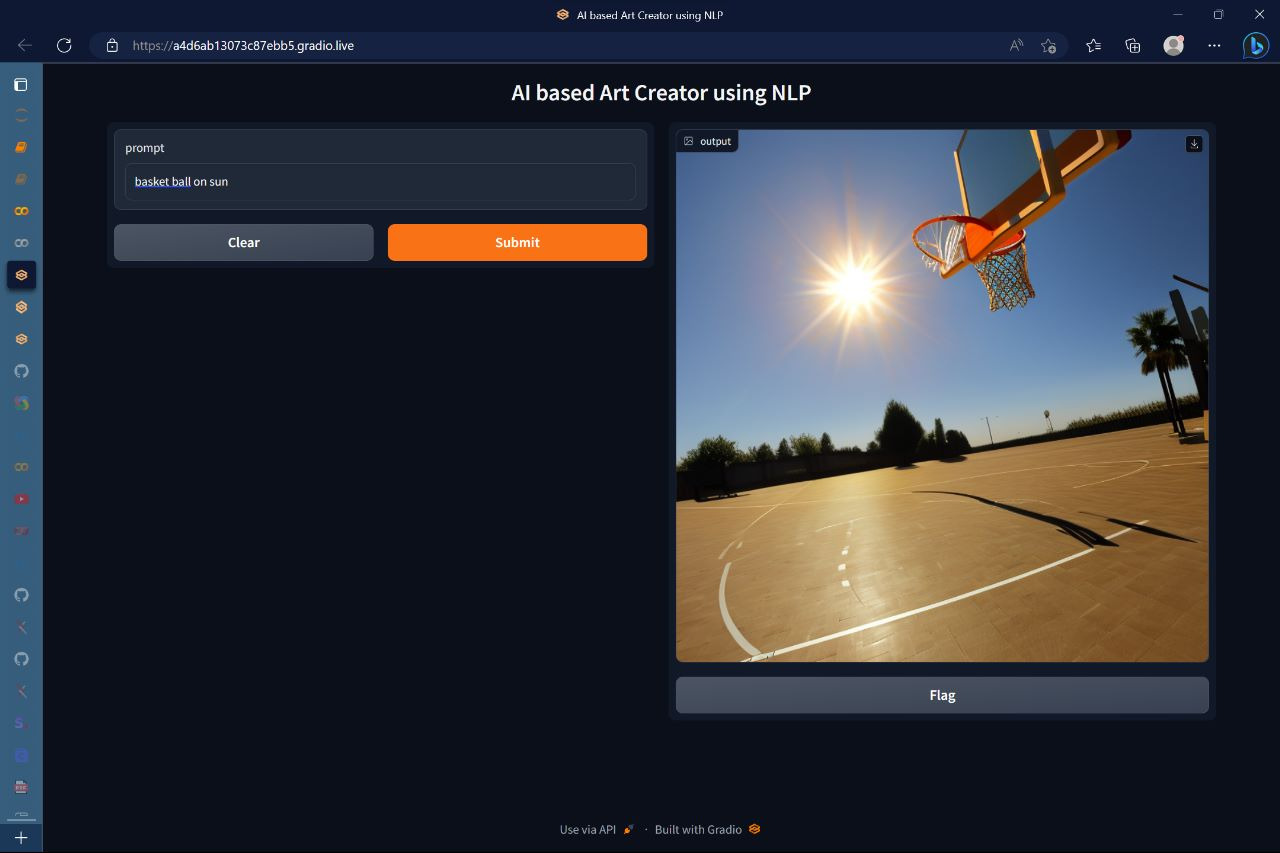 AI based Art Creator using NLP
https://a4d6ab13073c87ebb5.gradio.live
AI based Art Creator using NLP
prompt
basket ball on sun
Clear
Submit
output
Flag
Use via API · Built with Gradio